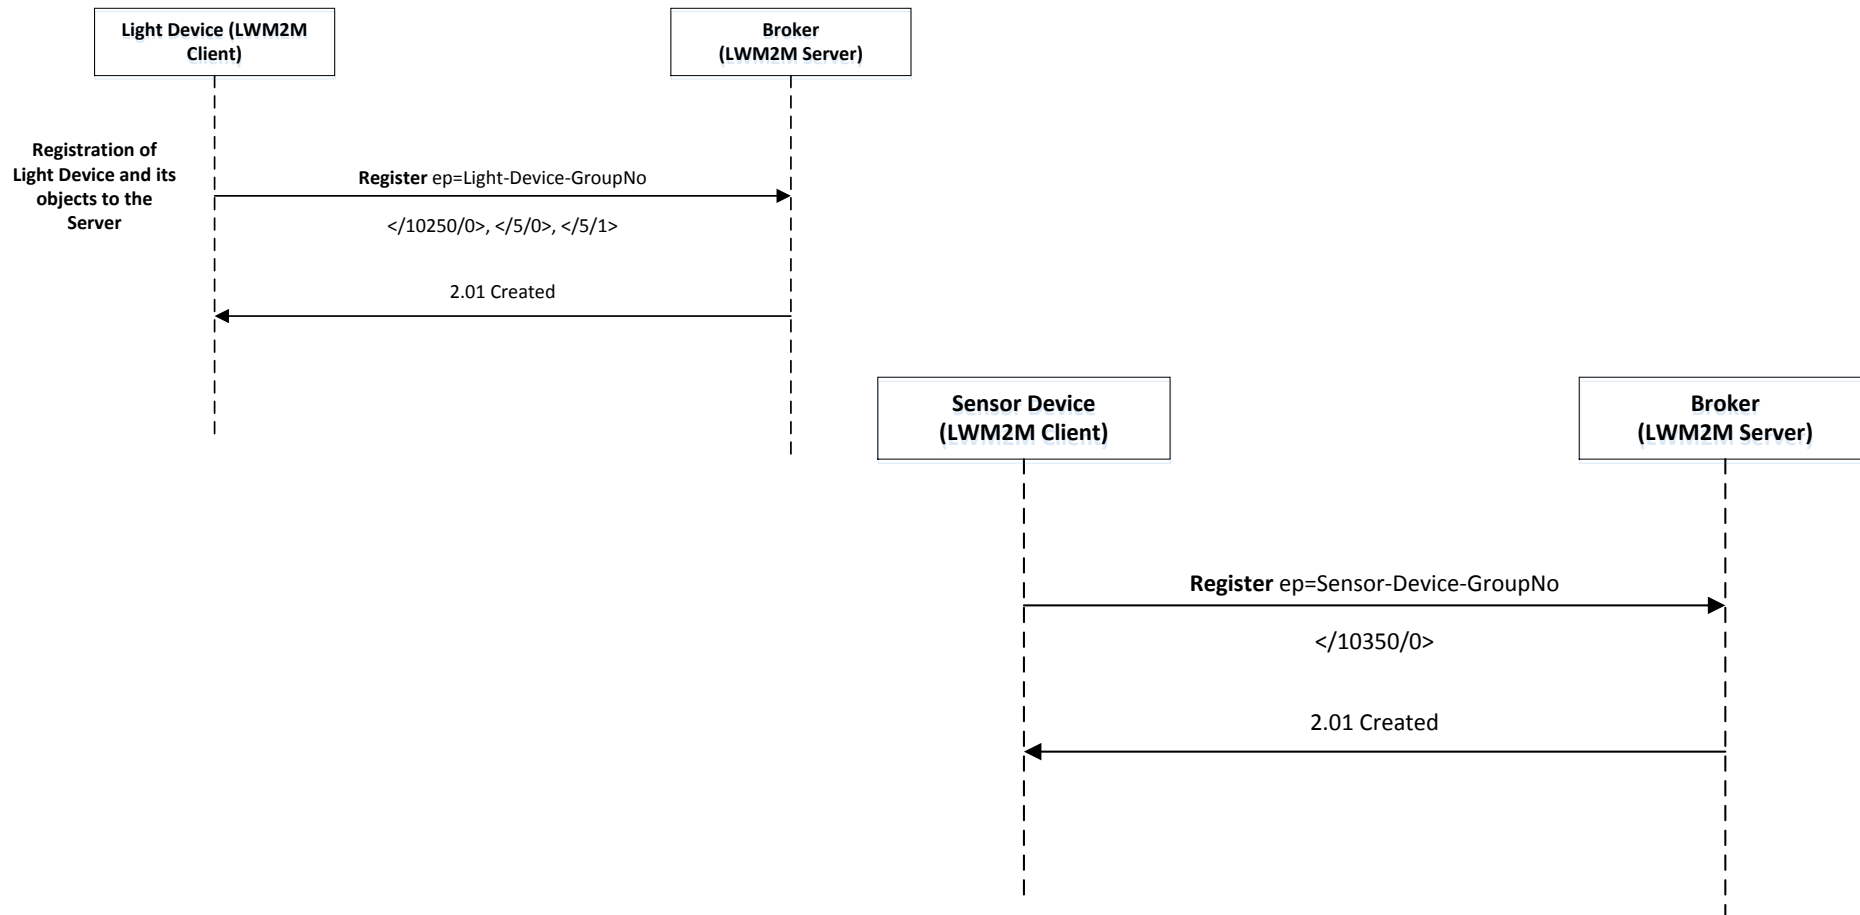 Light Device (LWM2M
Client)
Broker
(LWM2M Server)
Registration of
Light Device and its
objects to the
Server
Register ep=Light-Device-GroupNo
</10250/0>, </5/0>, </5/1>
2.01 Created
Sensor Device
(LWM2M Client)
Broker
(LWM2M Server)
Register ep=Sensor-Device-GroupNo
</10350/0>
2.01 Created